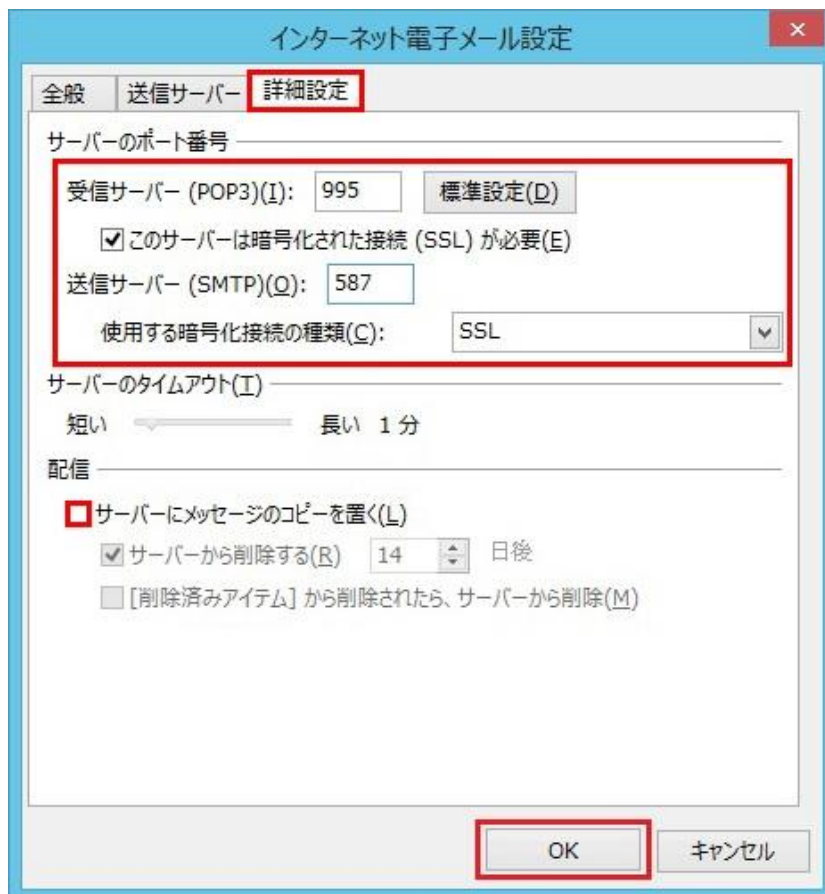 インターネット電子メール設定
全般 送信サーバー 詳細設定
サーバーのポート番号
受信サーバー (POP3)(I): 995 標準設定(D)
このサーバーは暗号化された接続 (SSL) が必要(E)
送信サーバー (SMTP)(O): 587
使用する暗号化接続の種類(C): SSL
サーバーのタイムアウト(T)
短い 長い 1 分
配信
サーバーにメッセージのコピーを置く(L)
サーバーから削除する(R) 14 日後
[削除済みアイテム] から削除されたら、サーバーから削除(M)
OK キャンセル